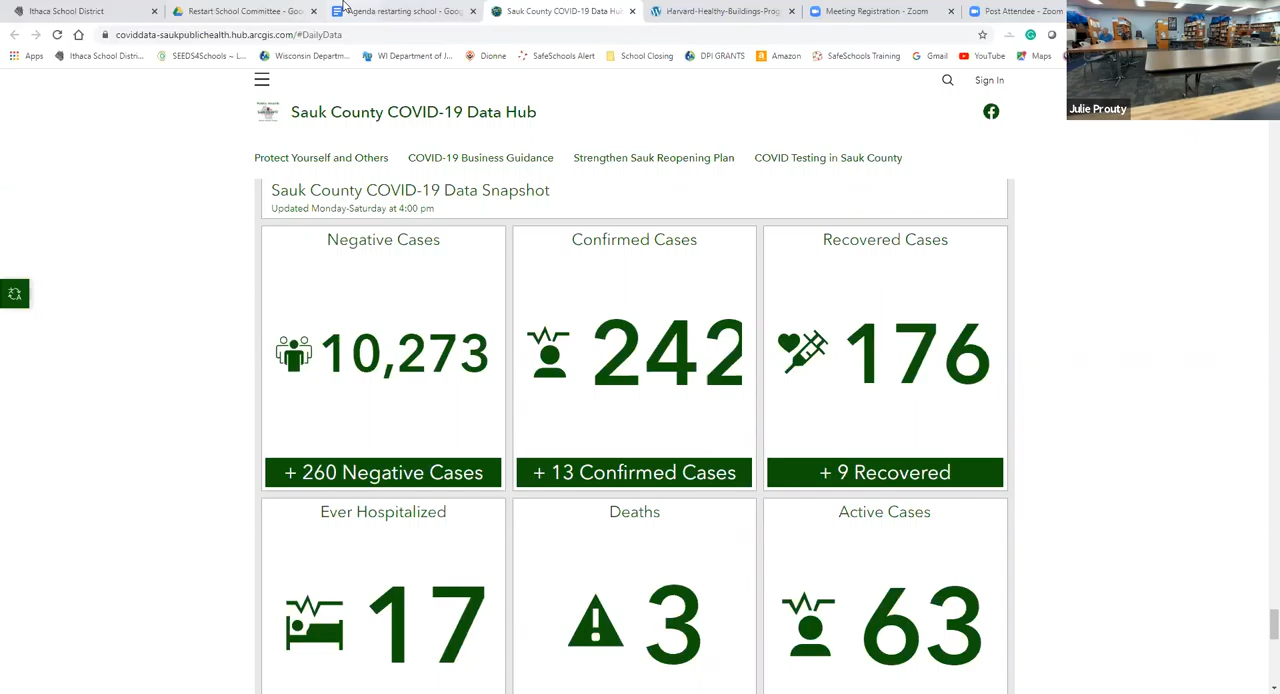 Ithaca School District
Restart School Committee - Goo
genda restarting school - Goog
Sauk County COVID-19 Data Hub
Harvard-Healthy-Buildings-Prog
Meeting Registration - Zoom
Post Attendee - Zoom
coviddata-saukpublichealth.hub.arcgis.com/#DailyData
Apps
Ithaca School Distri...
SEEDS4Schools – L...
Wisconsin Departm...
WI Department of J...
Dionne
SafeSchools Alert
School Closing
DPI GRANTS
Amazon
SafeSchools Training
Gmail
YouTube
Maps
Julie Prouty
Sign In
Sauk County COVID-19 Data Hub
Protect Yourself and Others
COVID-19 Business Guidance
Strengthen Sauk Reopening Plan
COVID Testing in Sauk County
Sauk County COVID-19 Data Snapshot
Updated Monday-Saturday at 4:00 pm
Negative Cases
10,273
+ 260 Negative Cases
Confirmed Cases
242
+ 13 Confirmed Cases
Recovered Cases
176
+ 9 Recovered
Ever Hospitalized
17
Deaths
3
Active Cases
63